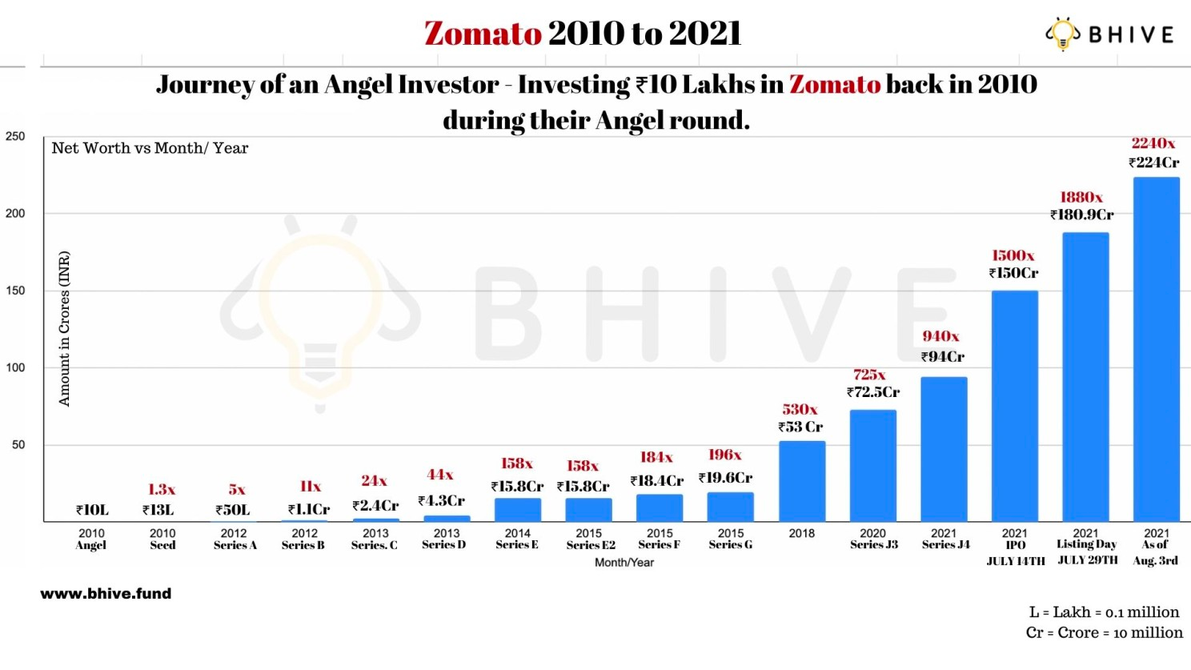 Zomato 2010 to 2021
BHIVE
Journey of an Angel Investor - Investing ₹10 Lakhs in Zomato back in 2010
during their Angel round.
Net Worth vs Month/ Year
Amount in Crores (INR)
250
200
150
100
50
BHIVE
₹10L
1.3x
₹13L
5x
₹50L
11x
₹1.1Cr
24x
₹2.4Cr
44x
₹4.3Cr
158x
₹15.8Cr
158x
₹15.8Cr
184x
₹18.4Cr
196x
₹19.6Cr
530x
₹53 Cr
725x
₹72.5Cr
940x
₹94Cr
1500x
₹150Cr
1880x
₹180.9Cr
2240x
₹224Cr
2010
Angel
2010
Seed
2012
Series A
2012
Series B
2013
Series. C
2013
Series D
2014
Series E
2015
Series E2
2015
Series F
2015
Series G
2018
2020
Series J3
2021
Series J4
2021
IPO
JULY 14TH
2021
Listing Day
JULY 29TH
2021
As of
Aug. 3rd
Month/Year
www.bhive.fund
L = Lakh = 0.1 million
Cr = Crore = 10 million